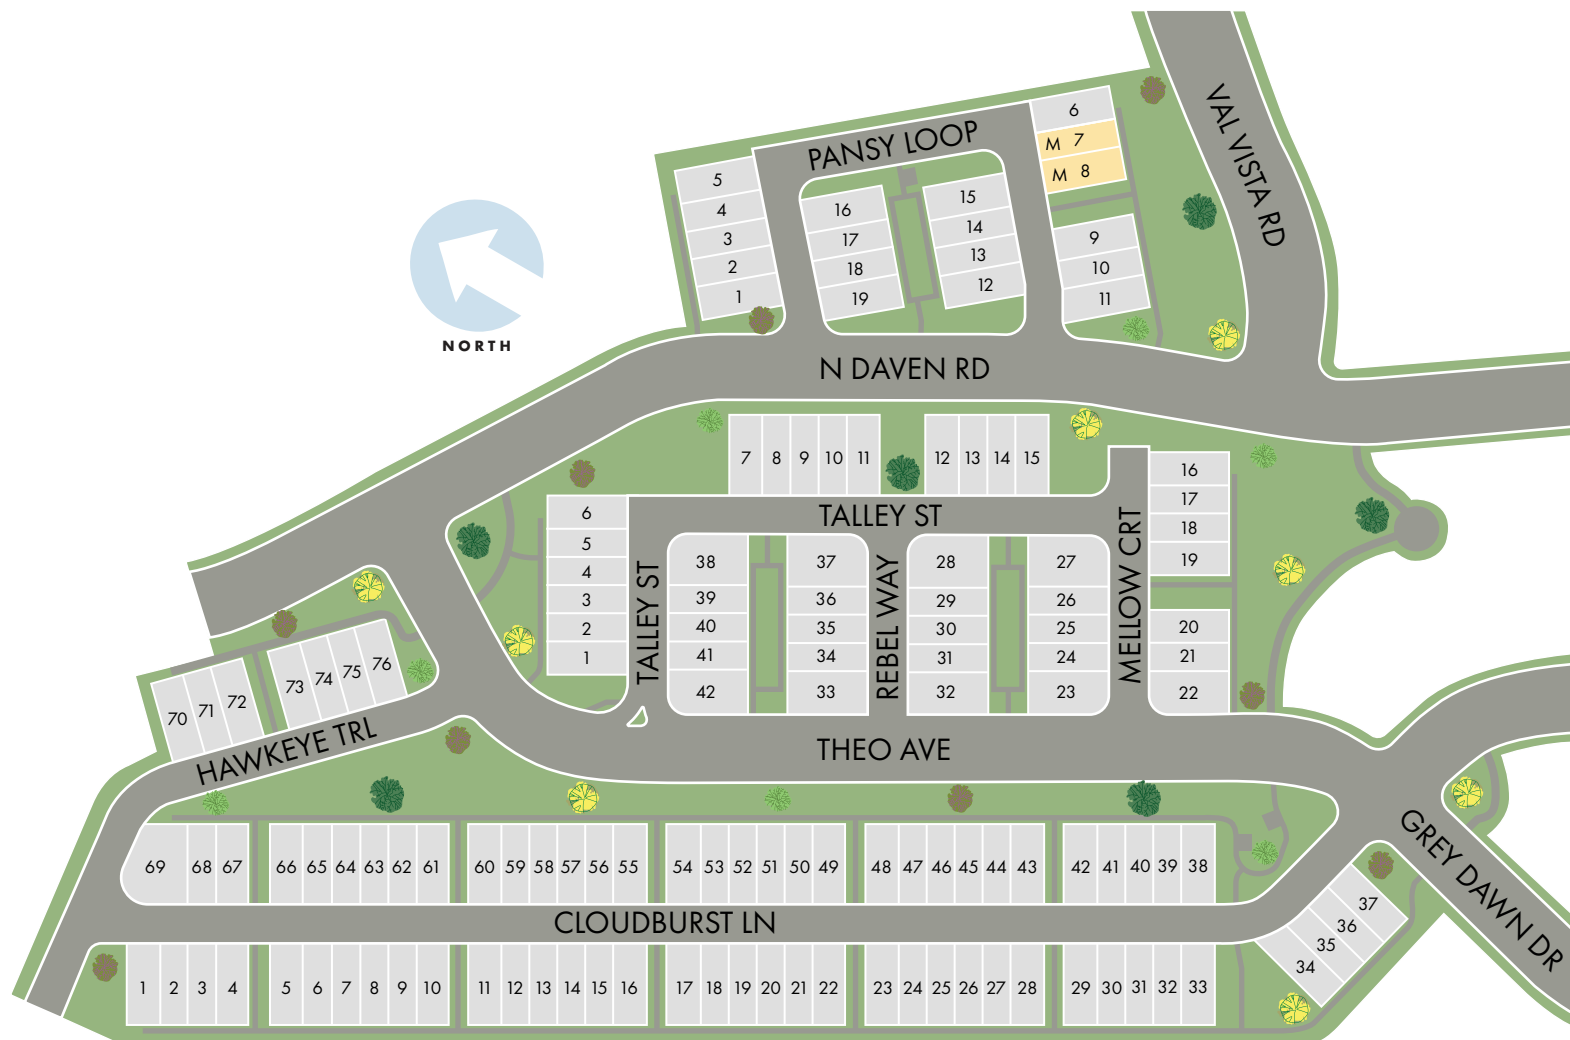 VAL VISTA RD
PANSY LOOP
6
M 7
M 8
5
4
3
2
1
16
17
18
19
15
14
13
12
9
10
11
NORTH
N DAVEN RD
7 8 9 10 11
12 13 14 15
TALLEY ST
6
5
4
3
2
1
TALLEY ST
38
39
40
41
42
37
36
35
34
33
REBEL WAY
28
29
30
31
32
27
26
25
24
23
MELLOW CRT
16
17
18
19
20
21
22
70 71 72
73 74 75 76
HAWKEYE TRL
THEO AVE
GREY DAWN DR
69 68 67
66 65 64 63 62 61
60 59 58 57 56 55
54 53 52 51 50 49
48 47 46 45 44 43
42 41 40 39 38
37
36
35
34
CLOUDBURST LN
1 2 3 4
5 6 7 8 9 10
11 12 13 14 15 16
17 18 19 20 21 22
23 24 25 26 27 28
29 30 31 32 33